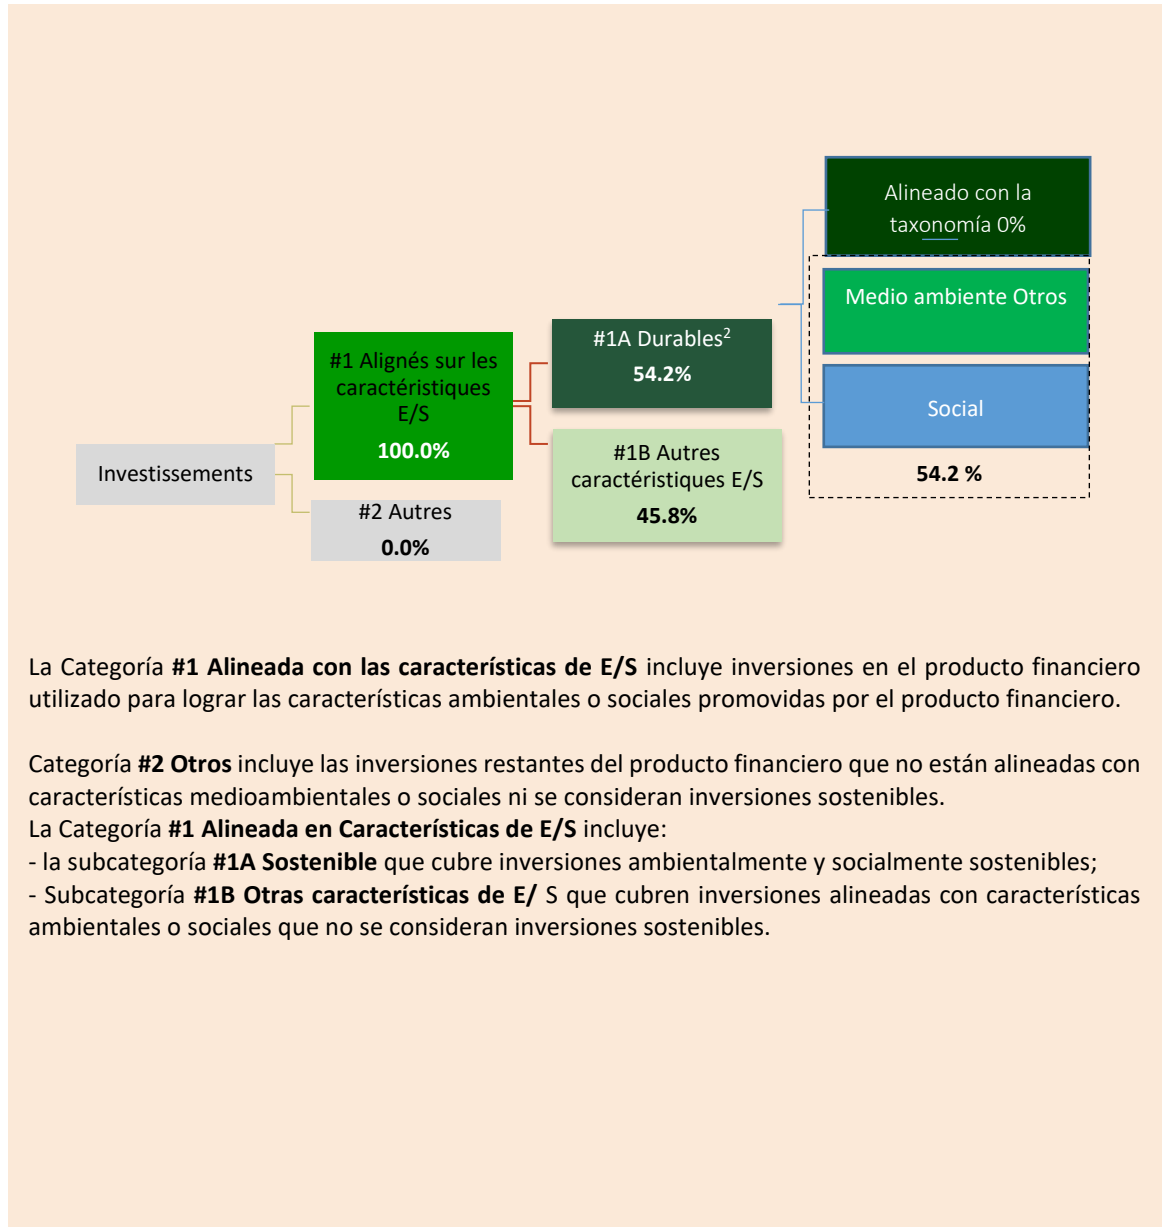 Alineado con la
taxonomía 0%
Medio ambiente Otros
Social
54.2 %
#1A Durables²
54.2%
#1B Autres
caractéristiques E/S
45.8%
#1 Alignés sur les
caractéristiques
E/S
100.0%
Investissements
#2 Autres
0.0%
La Categoría #1 Alineada con las características de E/S incluye inversiones en el producto financiero
utilizado para lograr las características ambientales o sociales promovidas por el producto financiero.
Categoría #2 Otros incluye las inversiones restantes del producto financiero que no están alineadas con
características medioambientales o sociales ni se consideran inversiones sostenibles.
La Categoría #1 Alineada en Características de E/S incluye:
- la subcategoría #1A Sostenible que cubre inversiones ambientalmente y socialmente sostenibles;
- Subcategoría #1B Otras características de E/ S que cubren inversiones alineadas con características
ambientales o sociales que no se consideran inversiones sostenibles.